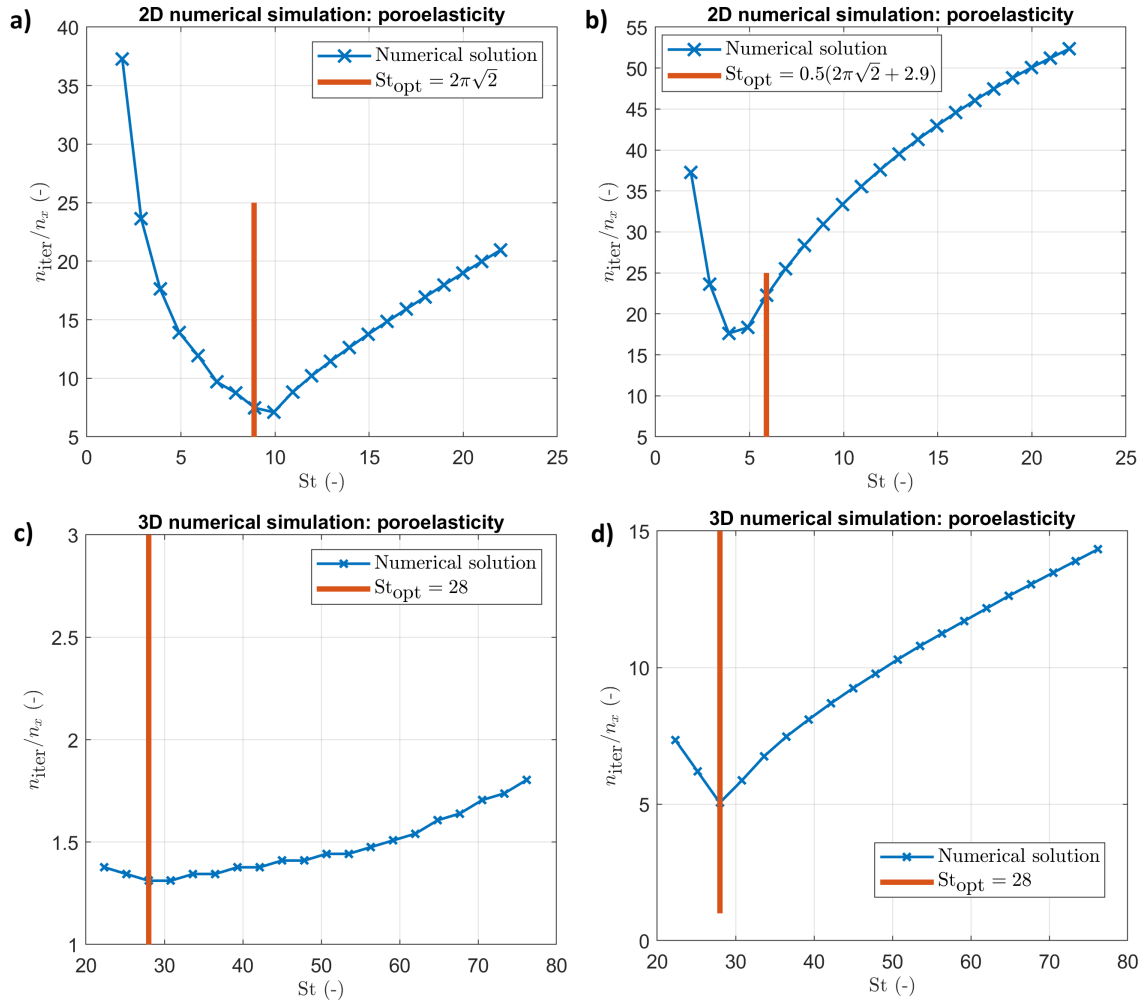 a)
2D numerical simulation: poroelasticity
40
35
30
25
20
15
10
5
0
5
10
15
20
25
n_iter/n_x (-)
St (-)
Numerical solution
St_opt = 2π√2
b)
2D numerical simulation: poroelasticity
55
50
45
40
35
30
25
20
15
10
5
0
5
10
15
20
25
n_iter/n_x (-)
St (-)
Numerical solution
St_opt = 0.5(2π√2 + 2.9)
c)
3D numerical simulation: poroelasticity
3
2.5
2
1.5
1
20
30
40
50
60
70
80
n_iter/n_x (-)
St (-)
Numerical solution
St_opt = 28
d)
3D numerical simulation: poroelasticity
15
10
5
0
20
30
40
50
60
70
80
n_iter/n_x (-)
St (-)
Numerical solution
St_opt = 28